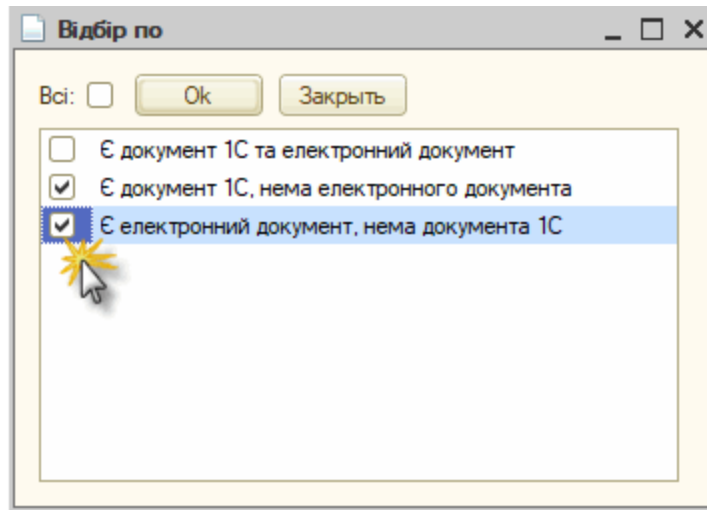 Відбір по
Всі: Ok Закрыть
Є документ 1С та електронний документ
Є документ 1С, нема електронного документа
Є електронний документ, нема документа 1С